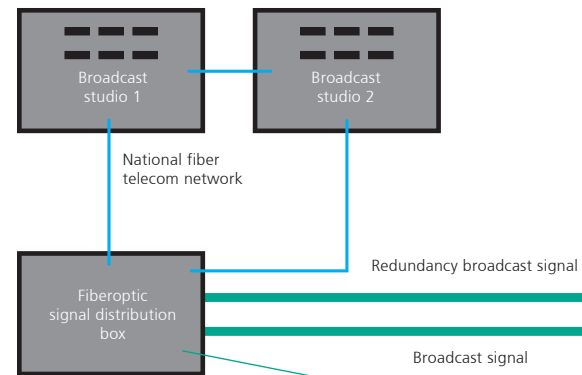 Broadcast
studio 1
Broadcast
studio 2
National fiber
telecom network
Redundancy broadcast signal
Fiberoptic
signal distribution
box
Broadcast signal